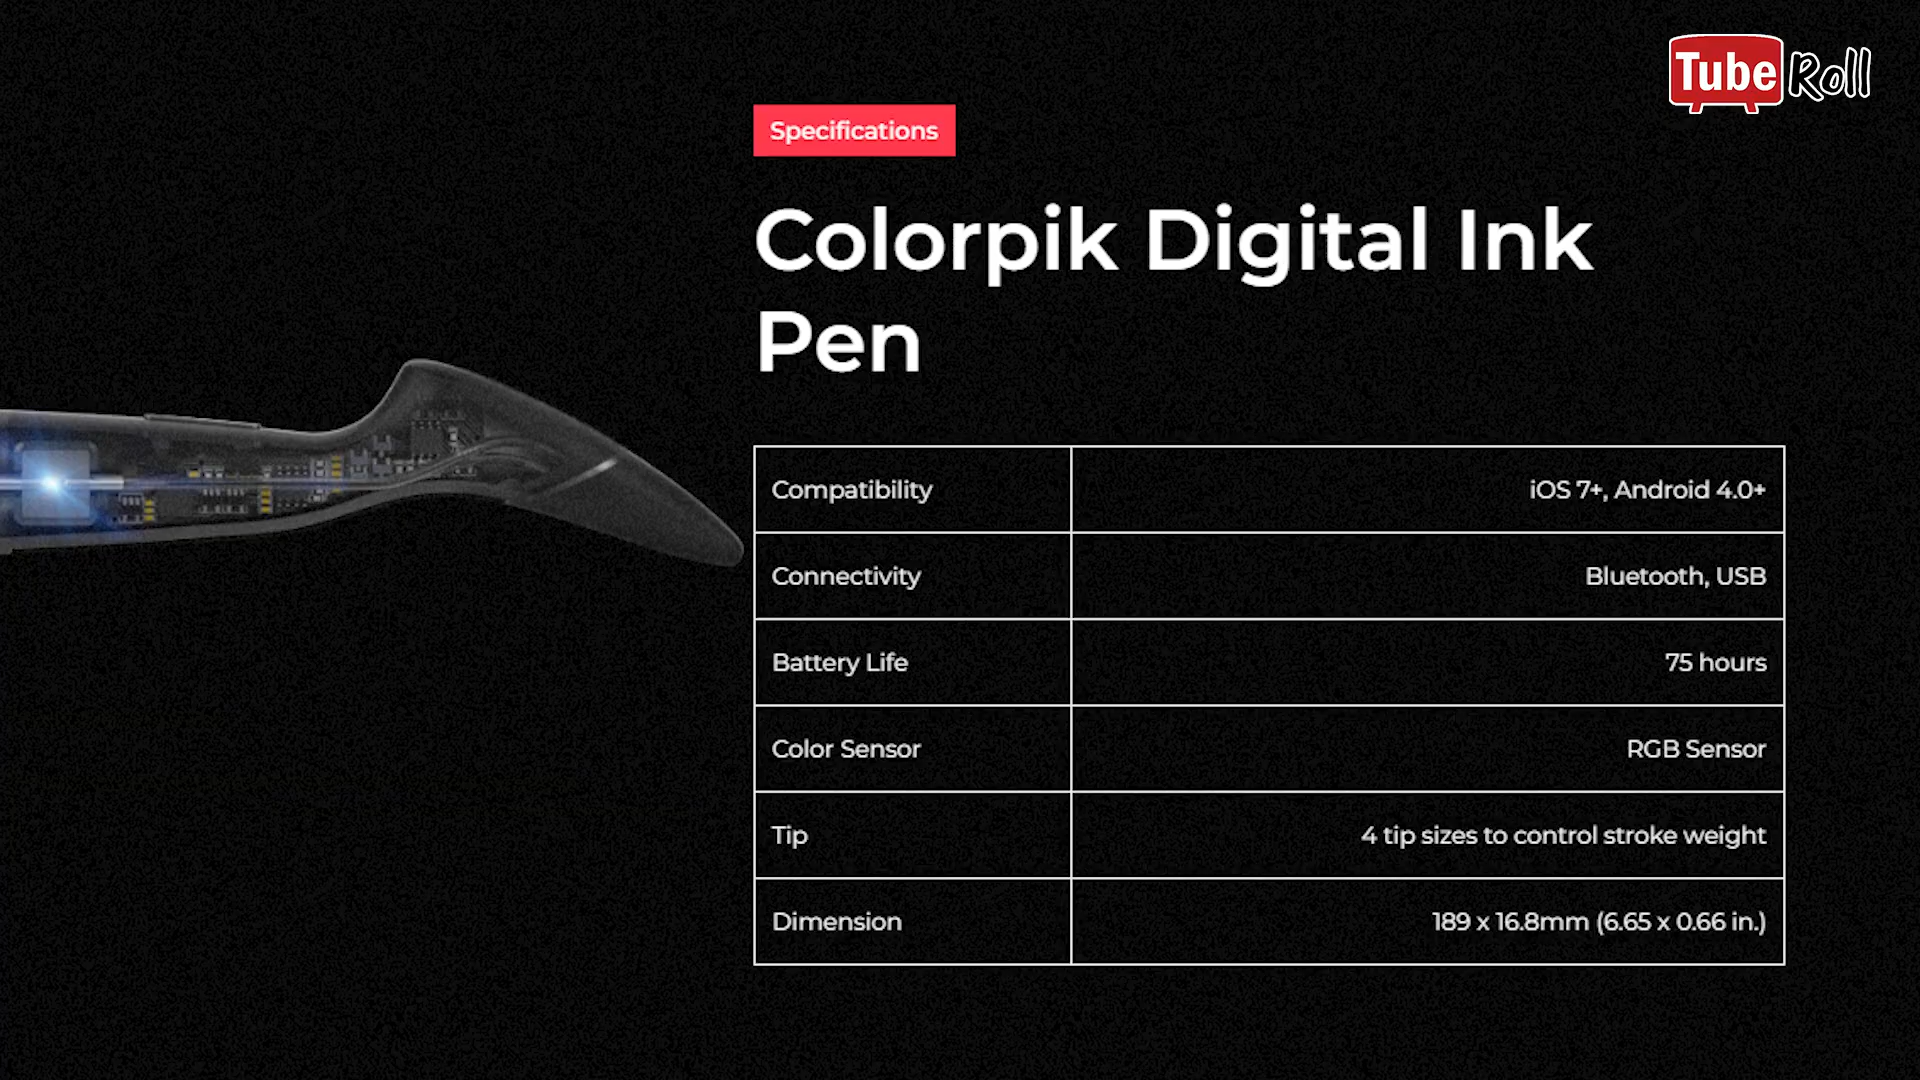 Tube Roll
Specifications
Colorpik Digital Ink
Pen
Compatibility iOS 7+, Android 4.0+
Connectivity Bluetooth, USB
Battery Life 75 hours
Color Sensor RGB Sensor
Tip 4 tip sizes to control stroke weight
Dimension 189 x 16.8mm (6.65 x 0.66 in.)